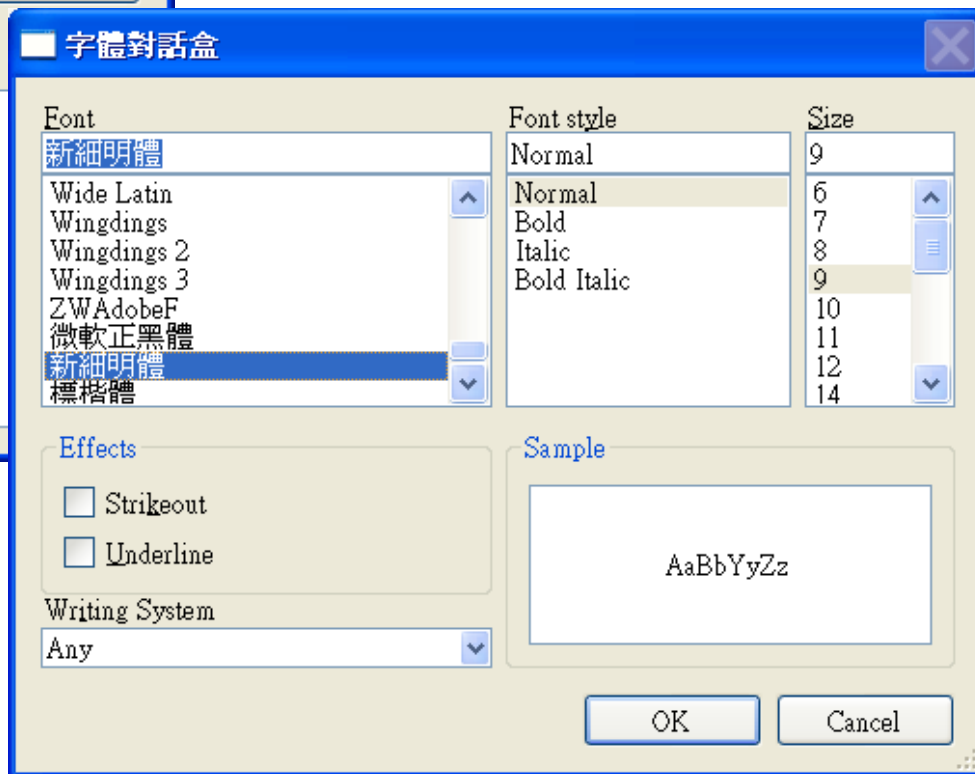 字體對話盒
Font
新細明體
Wide Latin
Wingdings
Wingdings 2
Wingdings 3
ZWAdobeF
微軟正黑體
新細明體
標楷體
Font style
Normal
Normal
Bold
Italic
Bold Italic
Size
9
6
7
8
9
10
11
12
14
Effects
Strikeout
Underline
Sample
AaBbYyZz
Writing System
Any
OK
Cancel